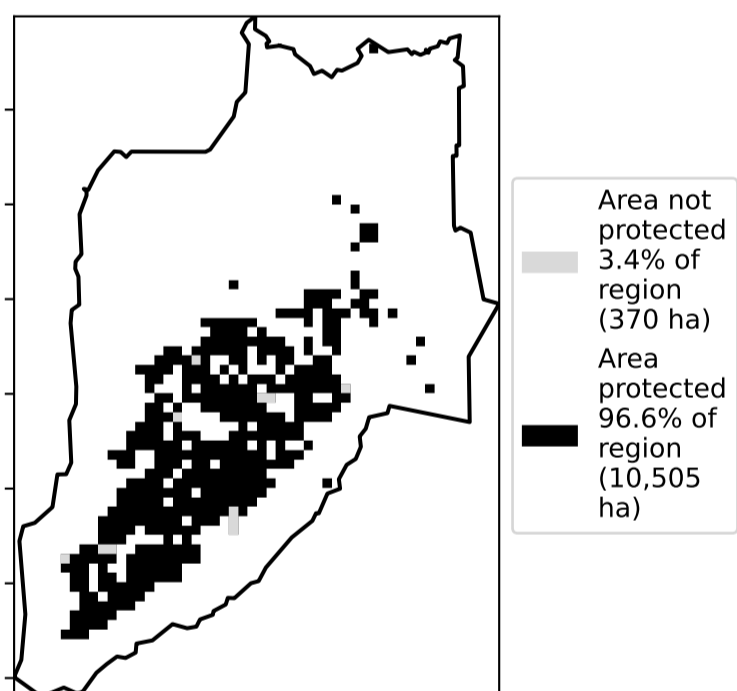 Area not
protected
3.4% of
region
(370 ha)
Area
protected
96.6% of
region
(10,505
ha)